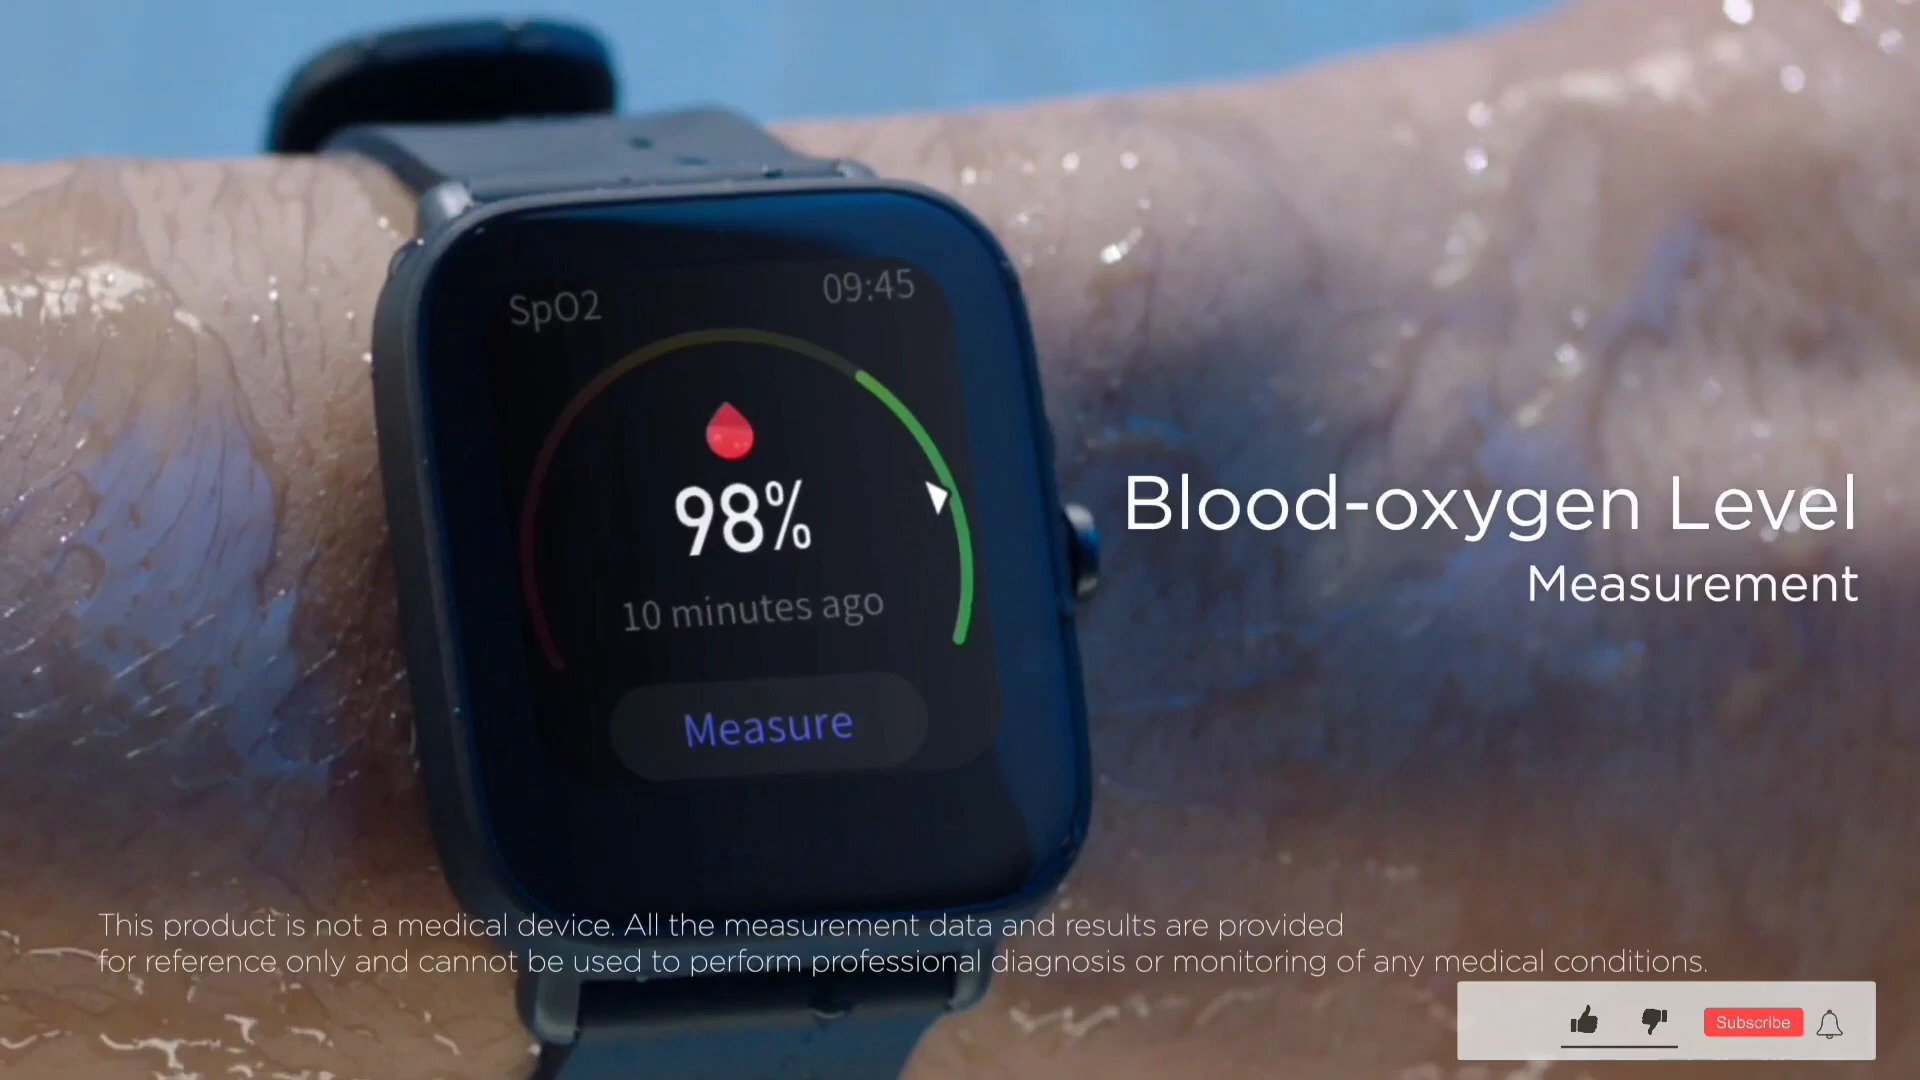 SpO2
09:45
98%
10 minutes ago
Measure
Blood-oxygen Level
Measurement
This product is not a medical device. All the measurement data and results are provided
for reference only and cannot be used to perform professional diagnosis or monitoring of any medical conditions.
Subscribe